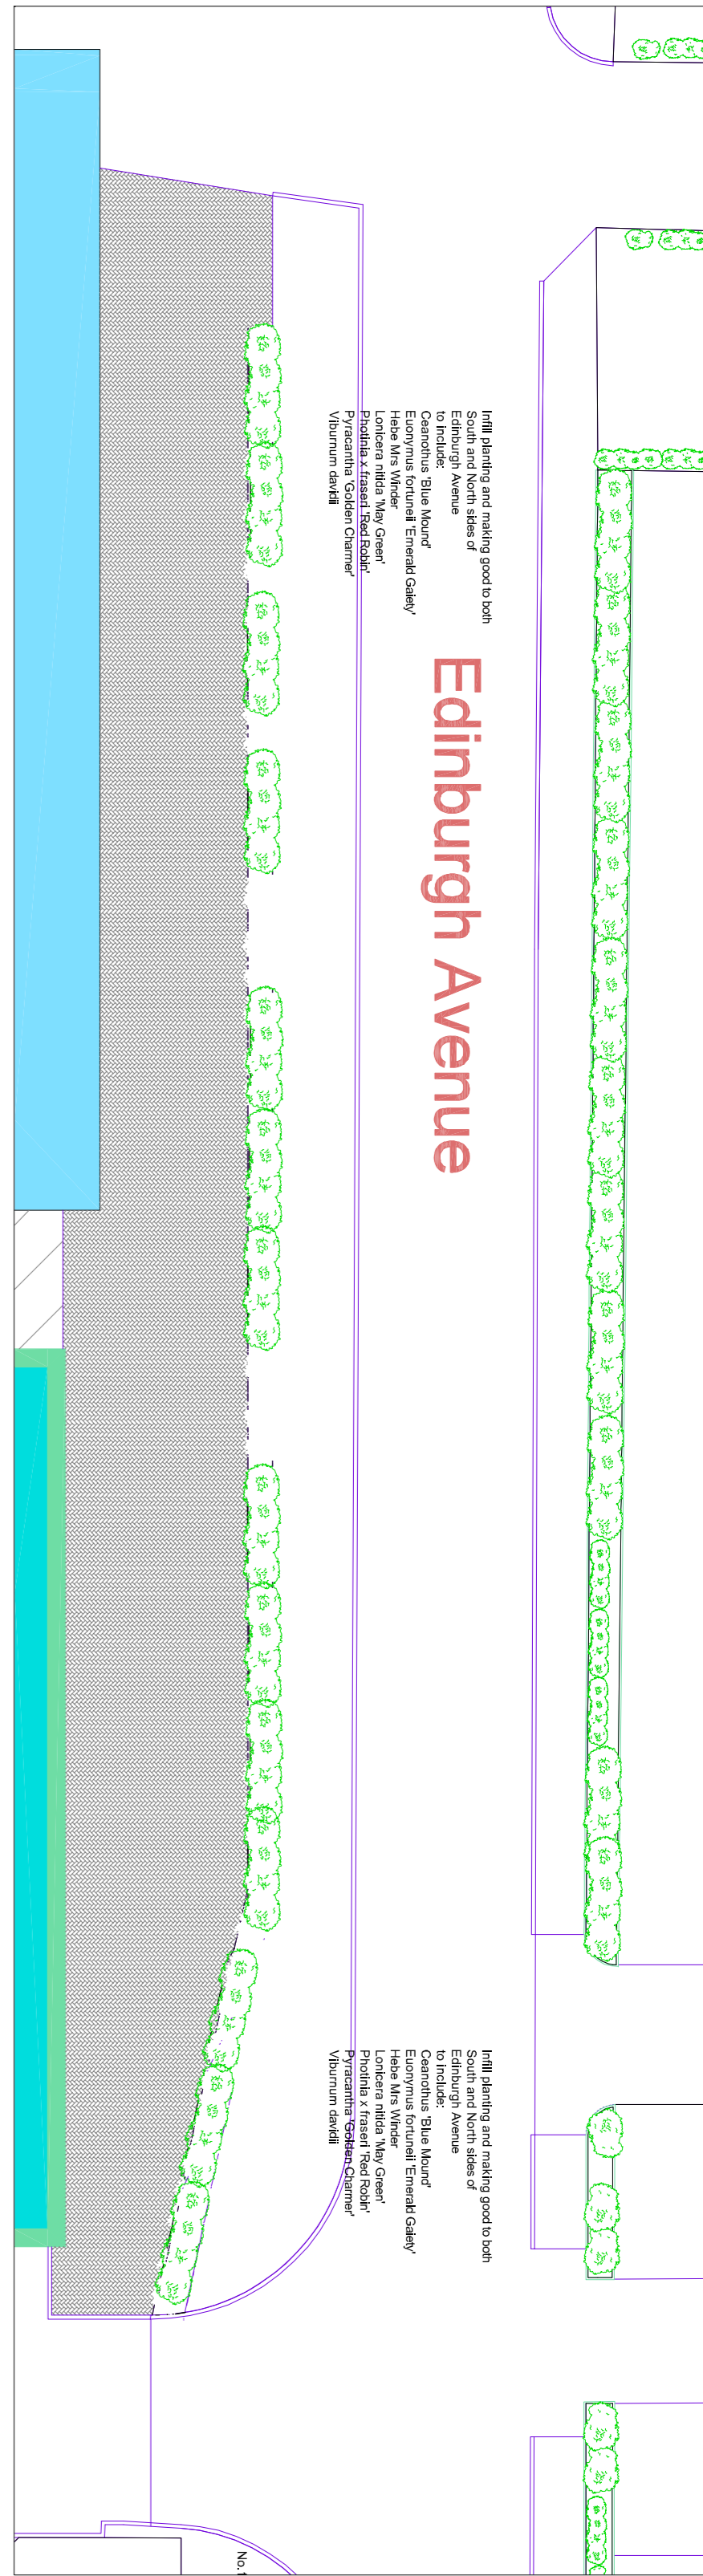 Infill planting and making good to both
South and North sides of
Edinburgh Avenue
to include:
Ceanothus 'Blue Mound'
Euonymus fortuneii 'Emerald Gaiety'
Hebe Mrs Winder
Lonicera nitida 'May Green'
Photinia x fraseri 'Red Robin'
Pyracantha 'Golden Charmer'
Viburnum davidii
Edinburgh Avenue
Infill planting and making good to both
South and North sides of
Edinburgh Avenue
to include:
Ceanothus 'Blue Mound'
Euonymus fortuneii 'Emerald Gaiety'
Hebe Mrs Winder
Lonicera nitida 'May Green'
Photinia x fraseri 'Red Robin'
Pyracantha 'Golden Charmer'
Viburnum davidii
No.1